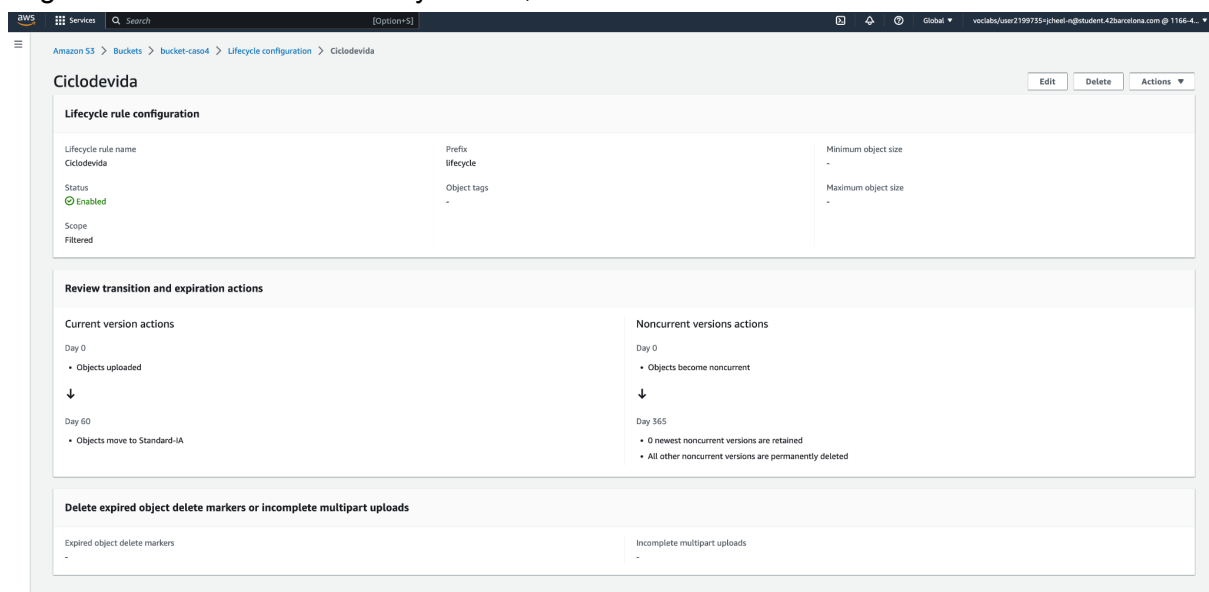 aws Services Search [Option+S] Global voclabs/user2199735=jcheel-n@student.42barcelona.com @ 1166-4...
Amazon S3 > Buckets > bucket-caso4 > Lifecycle configuration > Ciclodevida
Ciclodevida
Edit Delete Actions
Lifecycle rule configuration
Lifecycle rule name
Ciclodevida
Status
Enabled
Scope
Filtered
Prefix
lifecycle
Object tags
-
Minimum object size
-
Maximum object size
-
Review transition and expiration actions
Current version actions
Day 0
• Objects uploaded
↓
Day 60
• Objects move to Standard-IA
Noncurrent versions actions
Day 0
• Objects become noncurrent
↓
Day 365
• 0 newest noncurrent versions are retained
• All other noncurrent versions are permanently deleted
Delete expired object delete markers or incomplete multipart uploads
Expired object delete markers
-
Incomplete multipart uploads
-